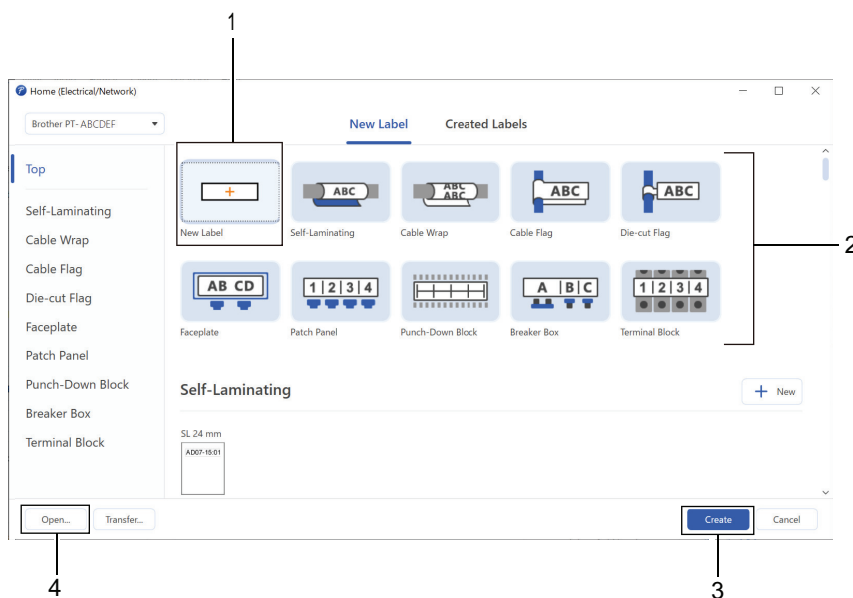 1
Home (Electrical/Network)
Brother PT- ABCDEF
New Label
Created Labels
Top
Self-Laminating
Cable Wrap
Cable Flag
Die-cut Flag
Faceplate
Patch Panel
Punch-Down Block
Breaker Box
Terminal Block
+
New Label
ABC
Self-Laminating
ABC
ABC
Cable Wrap
ABC
Cable Flag
ABC
Die-cut Flag
2
AB CD
Faceplate
1 2 3 4
Patch Panel
Punch-Down Block
A B C
Breaker Box
1 2 3 4
Terminal Block
Self-Laminating
+ New
SL 24 mm
AD07-16:01
Open...
Transfer...
Create
Cancel
4
3